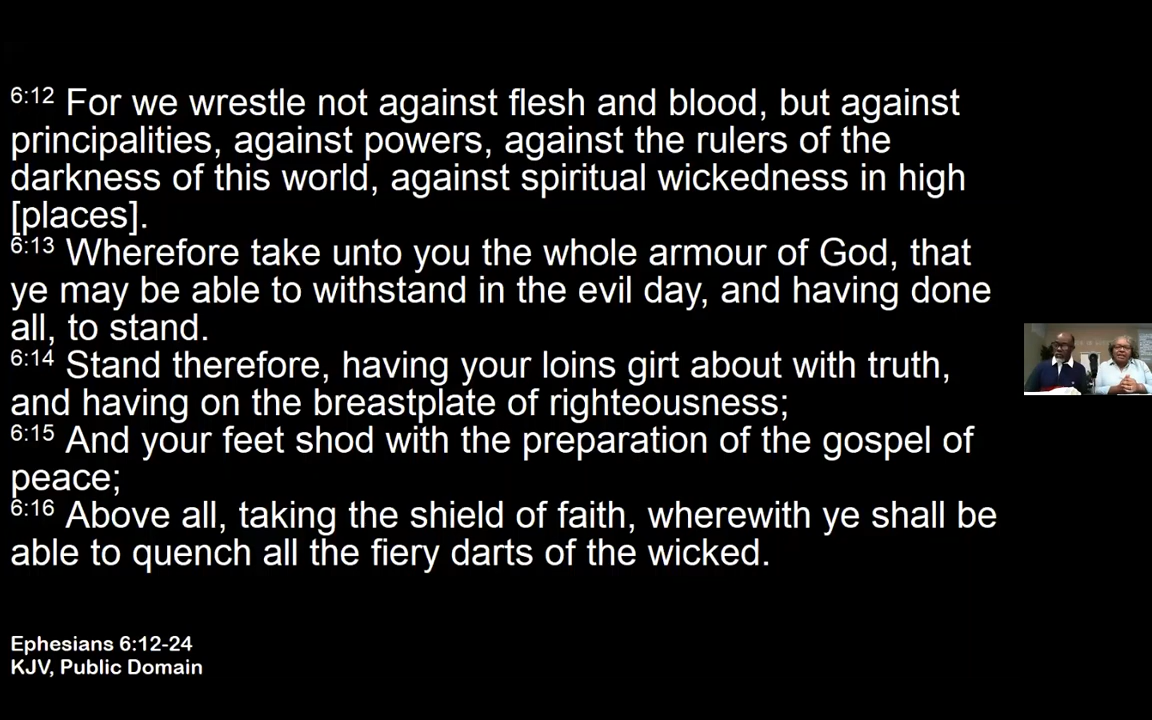 6:12 For we wrestle not against flesh and blood, but against
principalities, against powers, against the rulers of the
darkness of this world, against spiritual wickedness in high
[places].
6:13 Wherefore take unto you the whole armour of God, that
ye may be able to withstand in the evil day, and having done
all, to stand.
6:14 Stand therefore, having your loins girt about with truth,
and having on the breastplate of righteousness;
6:15 And your feet shod with the preparation of the gospel of
peace;
6:16 Above all, taking the shield of faith, wherewith ye shall be
able to quench all the fiery darts of the wicked.
Ephesians 6:12-24
KJV, Public Domain